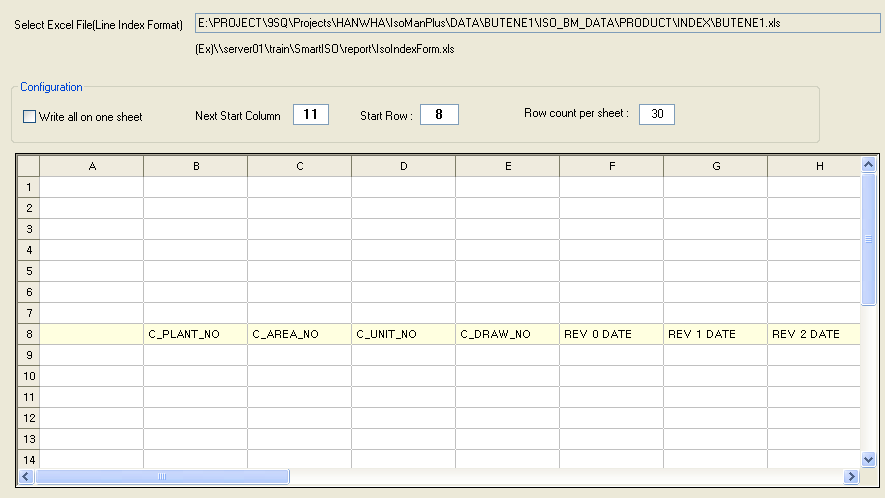 Select Excel File(Line Index Format) E:\PROJECT\9SQ\Projects\HANWHA\IsoManPlus\DATA\BUTENE1\ISO_BM_DATA\PRODUCT\INDEX\BUTENE1.xls
(Ex)\\server01\train\SmartISO\report\IsoIndexForm.xls
Configuration
Write all on one sheet Next Start Column 11 Start Row : 8 Row count per sheet : 30
A B C D E F G H
1
2
3
4
5
6
7
8 C_PLANT_NO C_AREA_NO C_UNIT_NO C_DRAW_NO REV 0 DATE REV 1 DATE REV 2 DATE
9
10
11
12
13
14